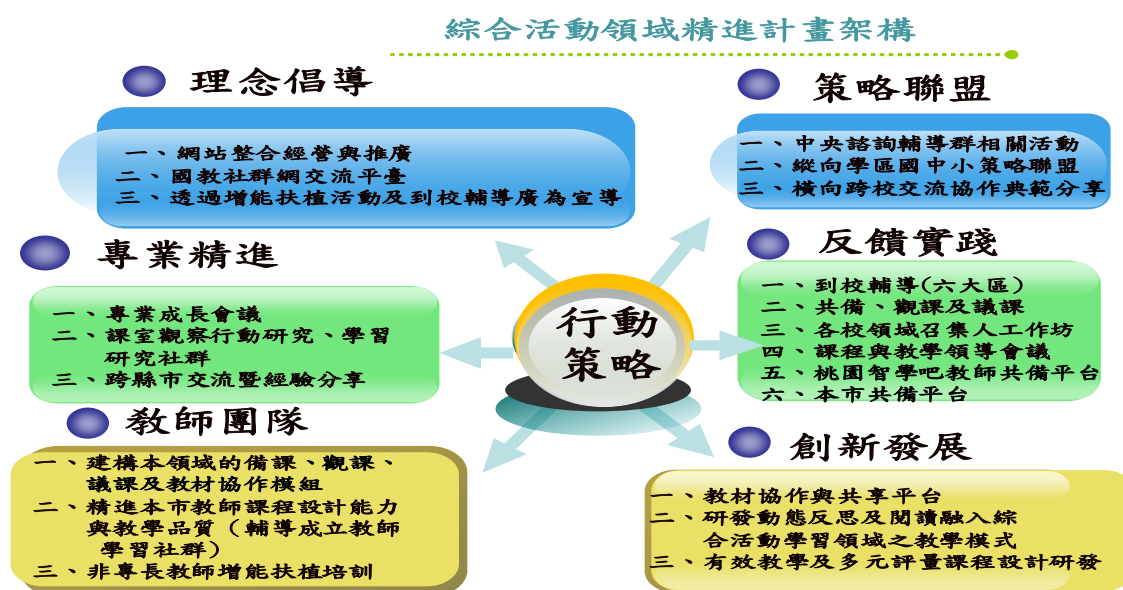 綜合活動領域精進計畫架構
理念倡導
一、網站整合經營與推廣
二、國教社群網交流平臺
三、透過增能扶植活動及到校輔導廣為宣導
策略聯盟
一、中央諮詢輔導群相關活動
二、縱向學區國中小策略聯盟
三、橫向跨校交流協作典範分享
專業精進
一、專業成長會議
二、課室觀察行動研究、學習
研究社群
三、跨縣市交流暨經驗分享
行動
策略
反饋實踐
一、到校輔導(六大區)
二、共備、觀課及議課
三、各校領域召集人工作坊
四、課程與教學領導會議
五、桃園智學吧教師共備平台
六、本市共備平台
教師團隊
一、建構本領域的備課、觀課、
議課及教材協作模組
二、精進本市教師課程設計能力
與教學品質（輔導成立教師
學習社群）
三、非專長教師增能扶植培訓
創新發展
一、教材協作與共享平台
二、研發動態反思及閱讀融入綜
合活動學習領域之教學模式
三、有效教學及多元評量課程設計研發